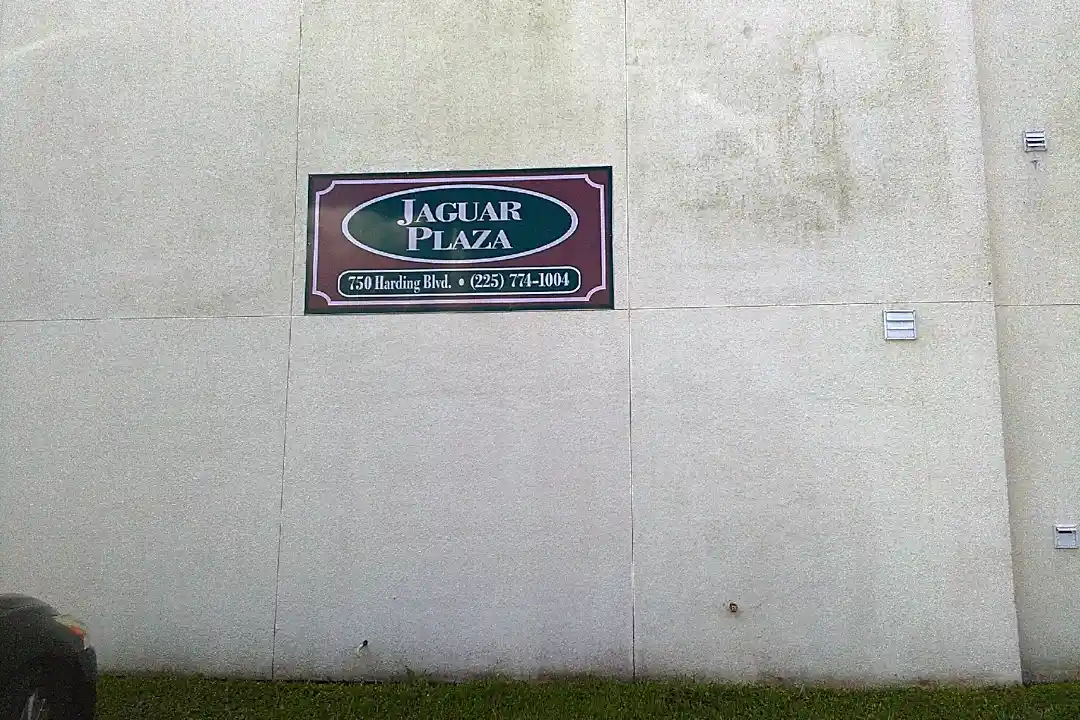 JAGUAR
PLAZA
750 Harding Blvd. • (225) 774-1004